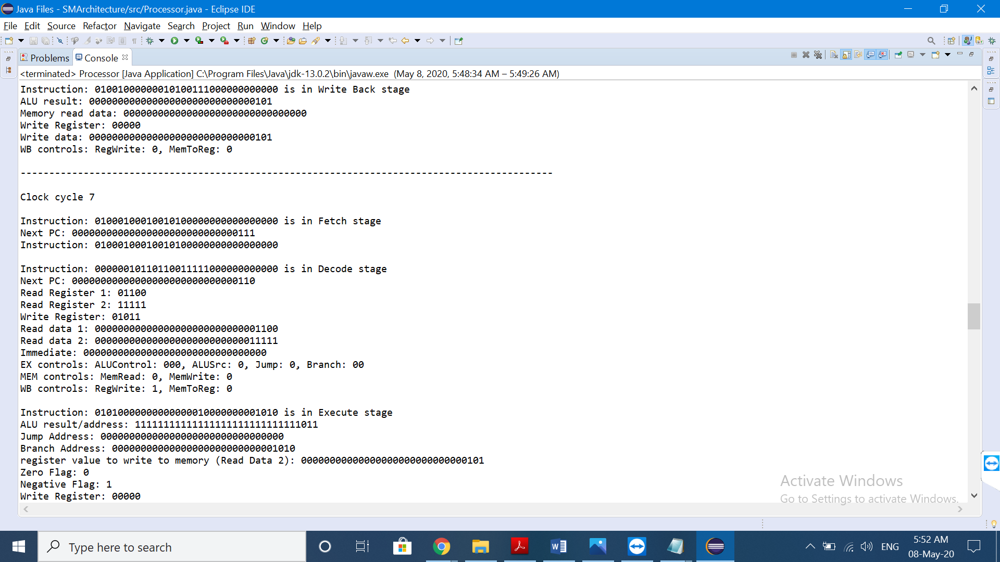 Java Files - SMArchitecture/src/Processor.java - Eclipse IDE
File Edit Source Refactor Navigate Search Project Run Window Help
Problems Console
<terminated> Processor [Java Application] C:\Program Files\Java\jdk-13.0.2\bin\javaw.exe (May 8, 2020, 5:48:34 AM – 5:49:26 AM)
Instruction: 01001000000010100111000000000000 is in Write Back stage
ALU result: 00000000000000000000000000000101
Memory read data: 00000000000000000000000000000000
Write Register: 00000
Write data: 00000000000000000000000000000101
WB controls: RegWrite: 0, MemToReg: 0
---------------------------------------------------------------------------------------------
Clock cycle 7
Instruction: 01000100010010100000000000000000 is in Fetch stage
Next PC: 00000000000000000000000000000111
Instruction: 01000100010010100000000000000000
Instruction: 00000010110110011111000000000000 is in Decode stage
Next PC: 00000000000000000000000000000110
Read Register 1: 01100
Read Register 2: 11111
Write Register: 01011
Read data 1: 00000000000000000000000000001100
Read data 2: 00000000000000000000000000011111
Immediate: 00000000000000000000000000000000
EX controls: ALUControl: 000, ALUSrc: 0, Jump: 0, Branch: 00
MEM controls: MemRead: 0, MemWrite: 0
WB controls: RegWrite: 1, MemToReg: 0
Instruction: 01010000000000000010000000001010 is in Execute stage
ALU result/address: 11111111111111111111111111111011
Jump Address: 00000000000000000000000000000000
Branch Address: 00000000000000000000000000001010
register value to write to memory (Read Data 2): 00000000000000000000000000000101
Zero Flag: 0
Negative Flag: 1
Write Register: 00000
Activate Windows
Go to Settings to activate Windows.
Type here to search
ENG
5:52 AM
08-May-20